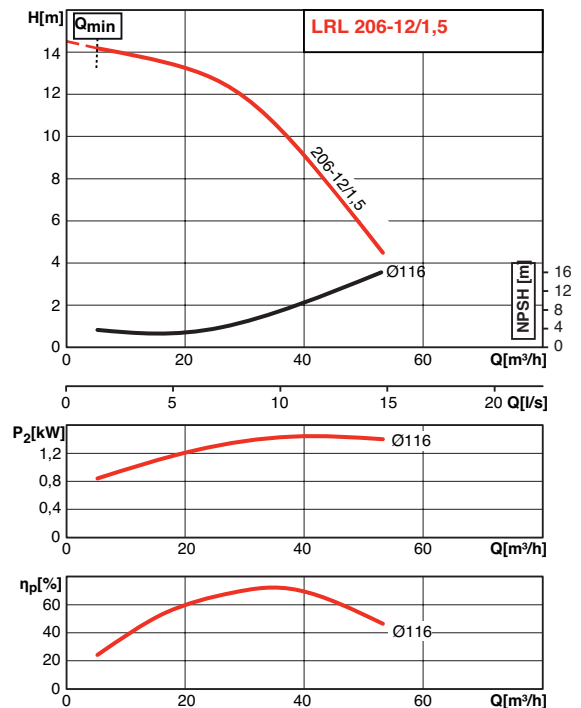 H[m]
Qmin
LRL 206-12/1,5
14
12
10
8
6
4
2
0
206-12/1,5
Ø116
NPSH [m]
16
12
8
4
0
0 20 40 60 Q[m³/h]
0 5 10 15 20 Q[l/s]
P₂[kW]
1,2
0,8
0,4
0
Ø116
0 20 40 60 Q[m³/h]
ηp[%]
60
40
20
0
Ø116
0 20 40 60 Q[m³/h]